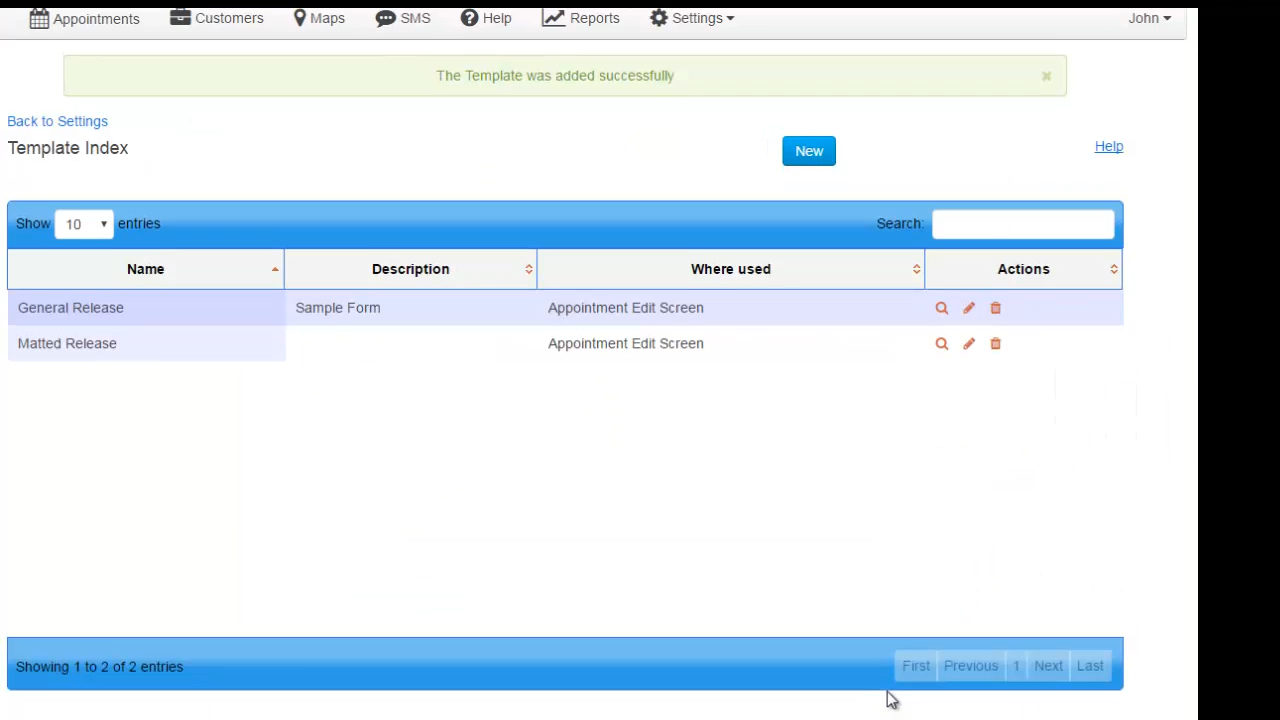 Appointments Customers Maps SMS Help Reports Settings John
The Template was added successfully ×
Back to Settings
Template Index New Help
Show 10 entries Search:
Name Description Where used Actions
General Release Sample Form Appointment Edit Screen
Matted Release Appointment Edit Screen
Showing 1 to 2 of 2 entries First Previous 1 Next Last